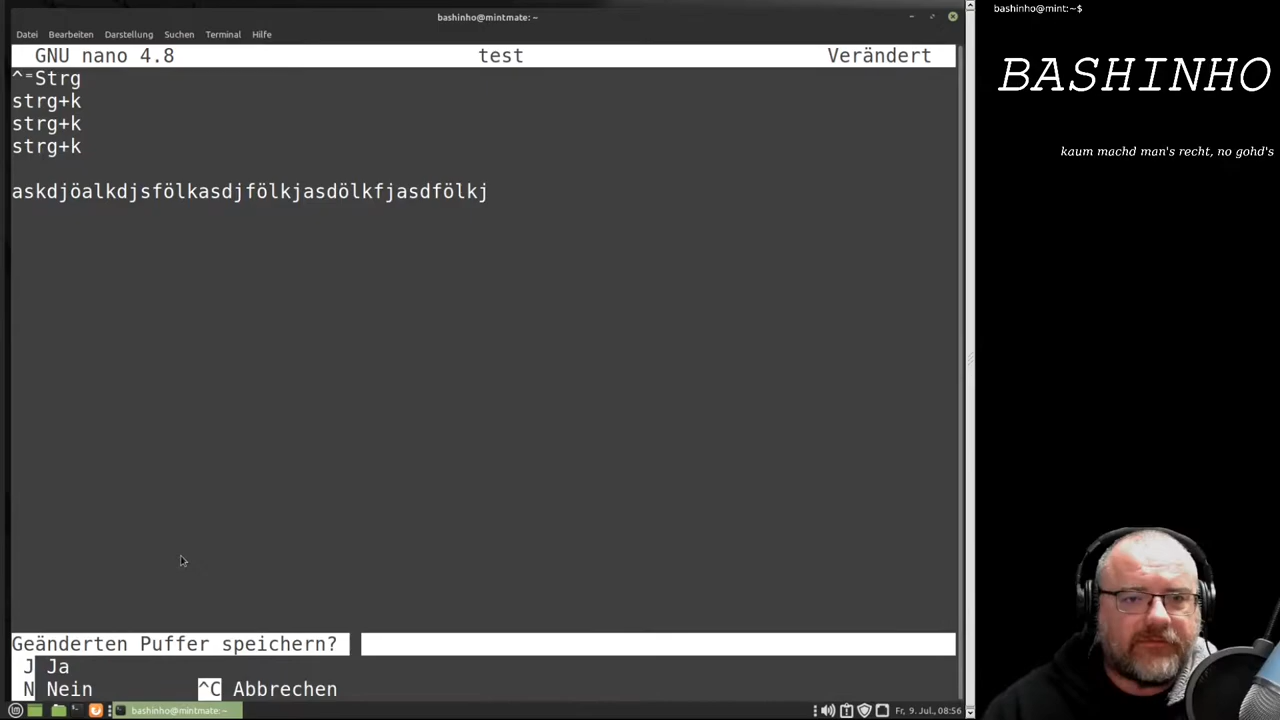 bashinho@mintmate: ~
Datei Bearbeiten Darstellung Suchen Terminal Hilfe
GNU nano 4.8 test Verändert
^=Strg
strg+k
strg+k
strg+k
askdjöalkdjsfölkasdjfölkjasdölkfjasdfölkj
Geänderten Puffer speichern?
J Ja
N Nein ^C Abbrechen
bashinho@mintmate: ~ Fr, 9. Jul., 08:56
bashinho@mint:~$
BASHINHO
kaum machd man's recht, no gohd's